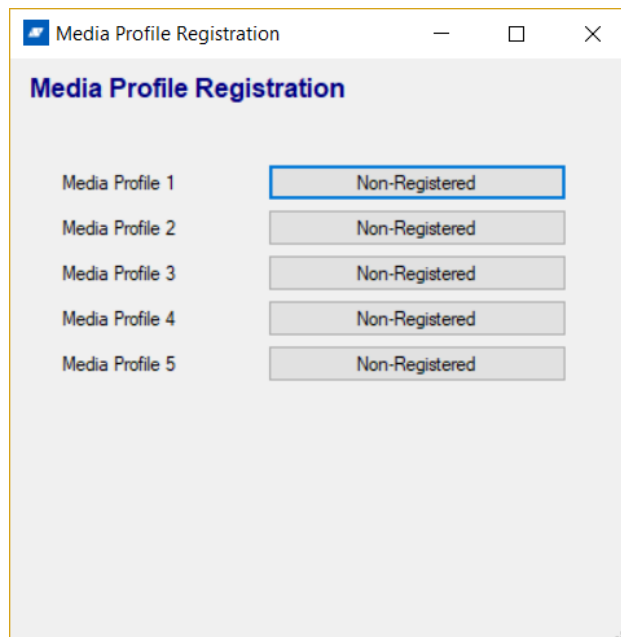 Media Profile Registration
Media Profile Registration
Media Profile 1 Non-Registered
Media Profile 2 Non-Registered
Media Profile 3 Non-Registered
Media Profile 4 Non-Registered
Media Profile 5 Non-Registered